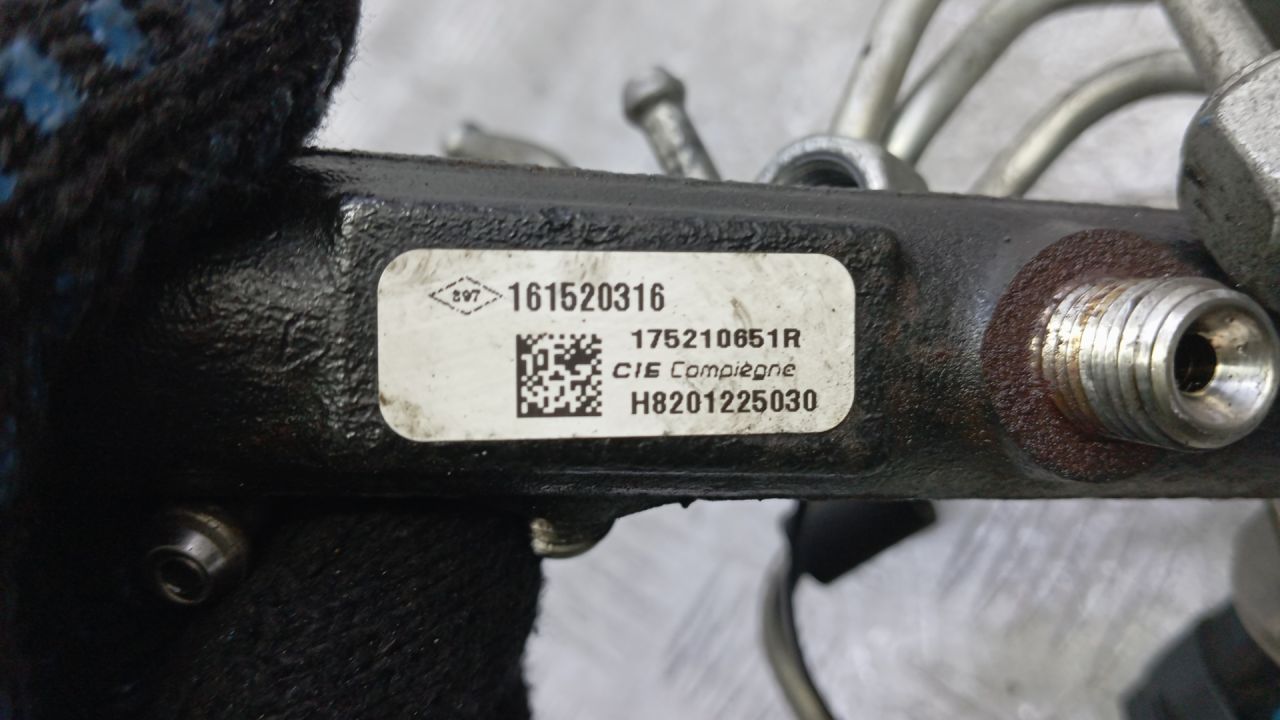 897 161520316
175210651R
CIE Compiègne
H8201225030